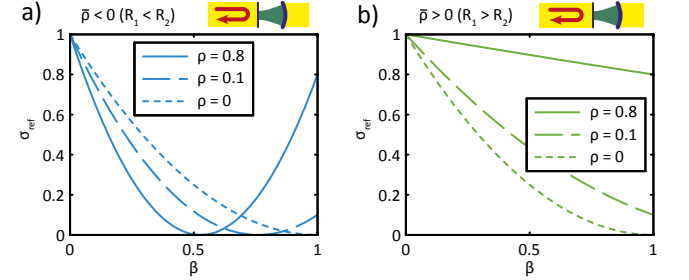 a)
ρ̅ < 0 (R₁ < R₂)
1
0.8
0.6
0.4
0.2
0
σref
0
0.5
1
β
ρ = 0.8
ρ = 0.1
ρ = 0
b)
ρ̅ > 0 (R₁ > R₂)
1
0.8
0.6
0.4
0.2
0
σref
0
0.5
1
β
ρ = 0.8
ρ = 0.1
ρ = 0